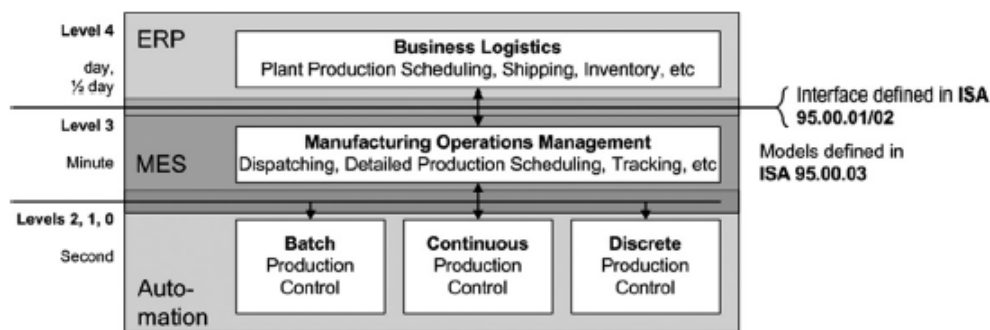 Level 4
day,
½ day
ERP
Business Logistics
Plant Production Scheduling, Shipping, Inventory, etc
Interface defined in ISA
95.00.01/02
Level 3
Minute
MES
Manufacturing Operations Management
Dispatching, Detailed Production Scheduling, Tracking, etc
Models defined in
ISA 95.00.03
Levels 2, 1, 0
Second
Auto-
mation
Batch
Production
Control
Continuous
Production
Control
Discrete
Production
Control